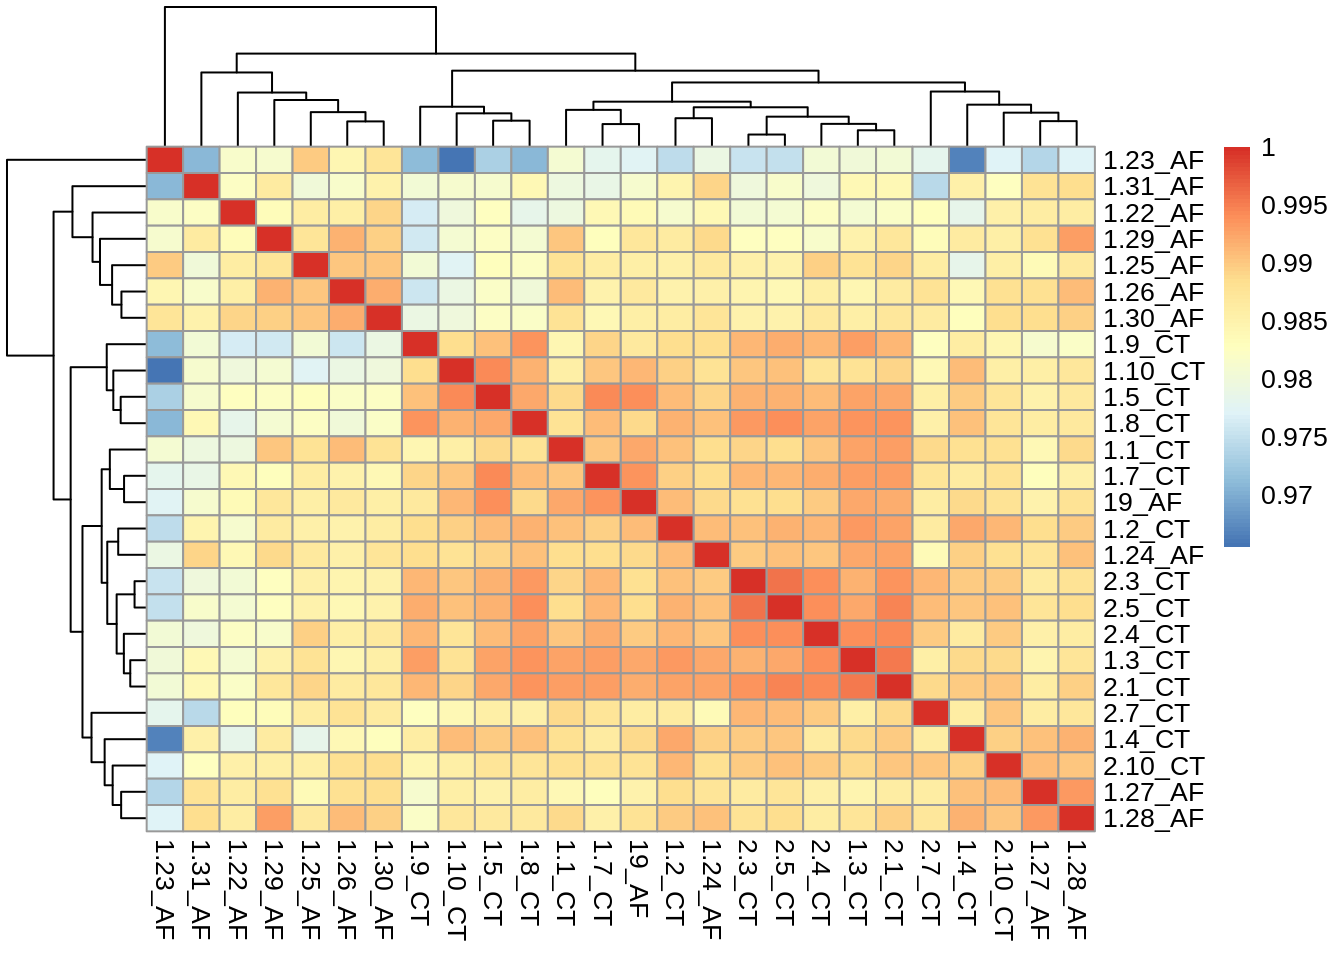 1.23_AF
1.31_AF
1.22_AF
1.29_AF
1.25_AF
1.26_AF
1.30_AF
1.9_CT
1.10_CT
1.5_CT
1.8_CT
1.1_CT
1.7_CT
19_AF
1.2_CT
1.24_AF
2.3_CT
2.5_CT
2.4_CT
1.3_CT
2.1_CT
2.7_CT
1.4_CT
2.10_CT
1.27_AF
1.28_AF
1
0.995
0.99
0.985
0.98
0.975
0.97
1.23_AF
1.31_AF
1.22_AF
1.29_AF
1.25_AF
1.26_AF
1.30_AF
1.9_CT
1.10_CT
1.5_CT
1.8_CT
1.1_CT
1.7_CT
19_AF
1.2_CT
1.24_AF
2.3_CT
2.5_CT
2.4_CT
1.3_CT
2.1_CT
2.7_CT
1.4_CT
2.10_CT
1.27_AF
1.28_AF